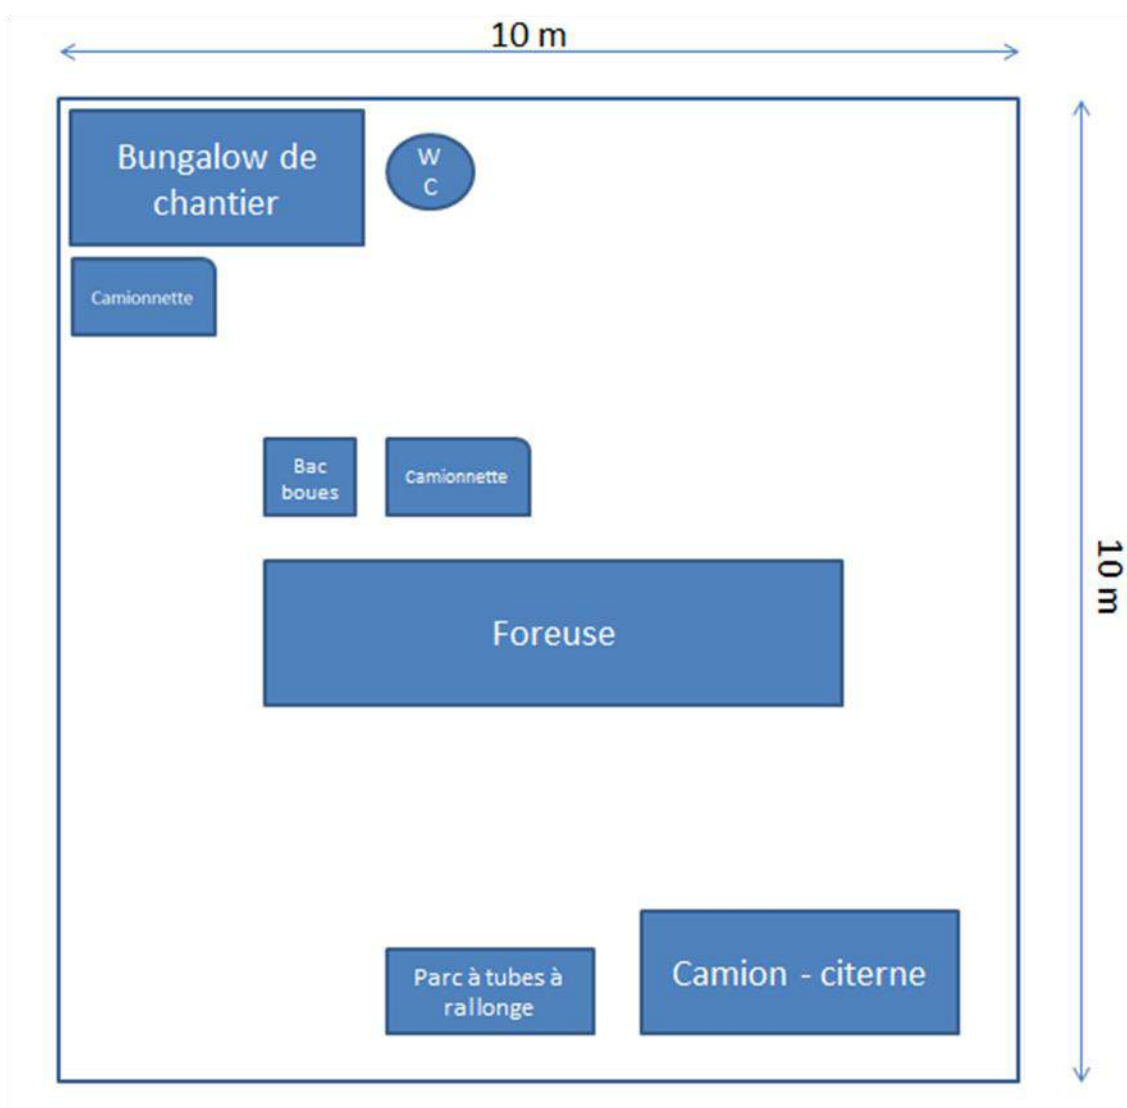 10 m
Bungalow de
chantier
W
C
Camionnette
Bac
boues
Camionnette
10 m
Foreuse
Parc à tubes à
rallonge
Camion - citerne